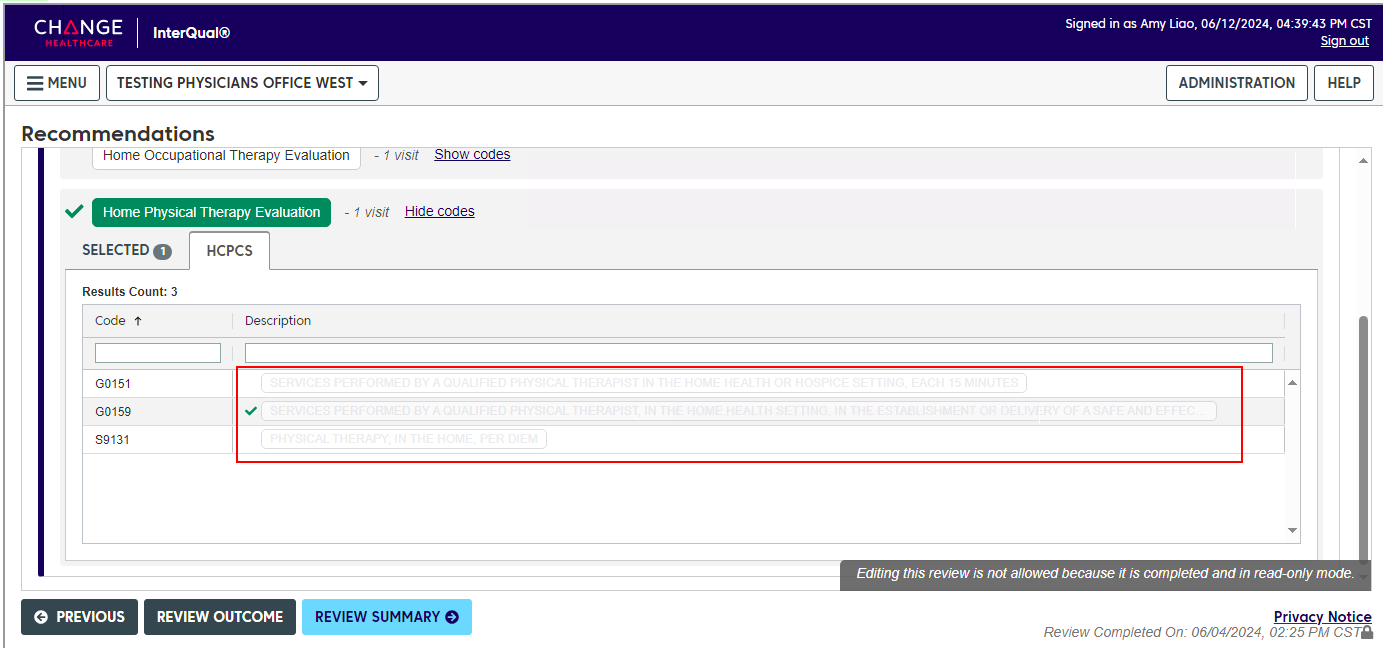 CHANGE
HEALTHCARE
InterQual®
Signed in as Amy Liao, 06/12/2024, 04:39:43 PM CST
Sign out
MENU
TESTING PHYSICIANS OFFICE WEST
ADMINISTRATION
HELP
Recommendations
Home Occupational Therapy Evaluation - 1 visit Show codes
Home Physical Therapy Evaluation - 1 visit Hide codes
SELECTED 1
HCPCS
Results Count: 3
Code ↑ Description
G0151 SERVICES PERFORMED BY A QUALIFIED PHYSICAL THERAPIST IN THE HOME HEALTH OR HOSPICE SETTING, EACH 15 MINUTES
G0159 SERVICES PERFORMED BY A QUALIFIED PHYSICAL THERAPIST, IN THE HOME HEALTH SETTING, IN THE ESTABLISHMENT OR DELIVERY OF A SAFE AND EFFEC...
S9131 PHYSICAL THERAPY; IN THE HOME, PER DIEM
Editing this review is not allowed because it is completed and in read-only mode.
PREVIOUS
REVIEW OUTCOME
REVIEW SUMMARY
Privacy Notice
Review Completed On: 06/04/2024, 02:25 PM CST